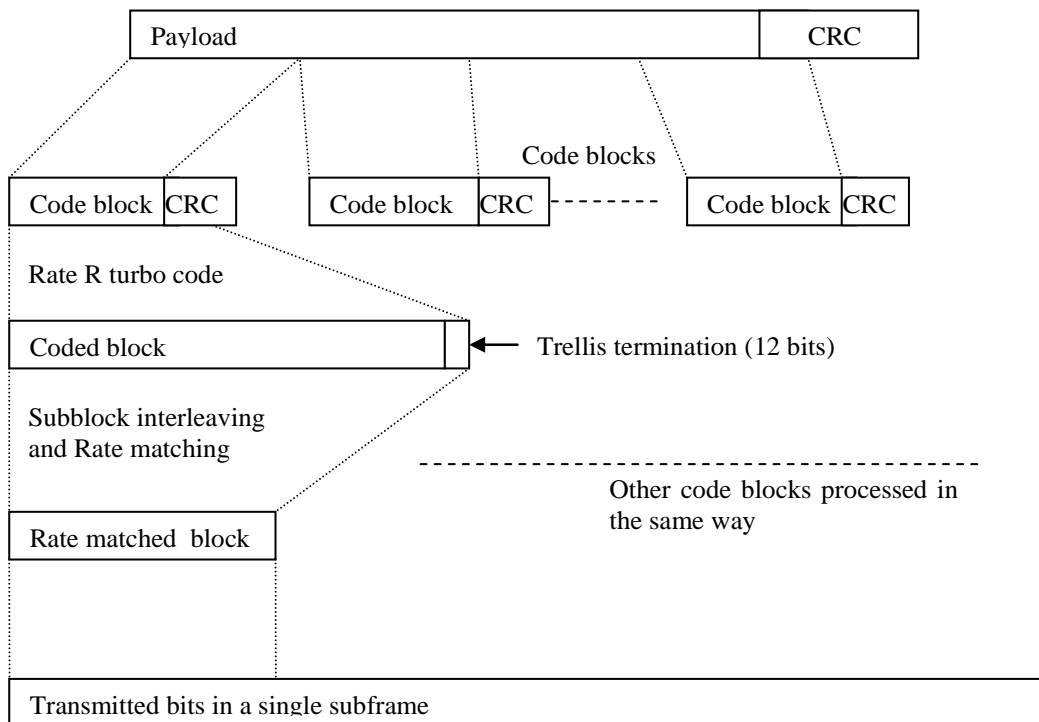 Payload
CRC
Code blocks
Code block
CRC
Code block
CRC
Code block
CRC
Rate R turbo code
Coded block
Trellis termination (12 bits)
Subblock interleaving
and Rate matching
Other code blocks processed in
the same way
Rate matched block
Transmitted bits in a single subframe